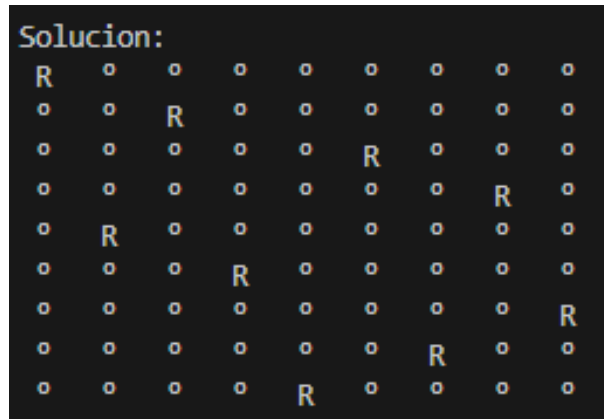 Solucion:
R º º º º º º º º
º º R º º º º º º
º º º º º R º º º
º º º º º º º R º
º R º º º º º º º
º º º R º º º º º
º º º º º º º º R
º º º º º º R º º
º º º º R º º º º